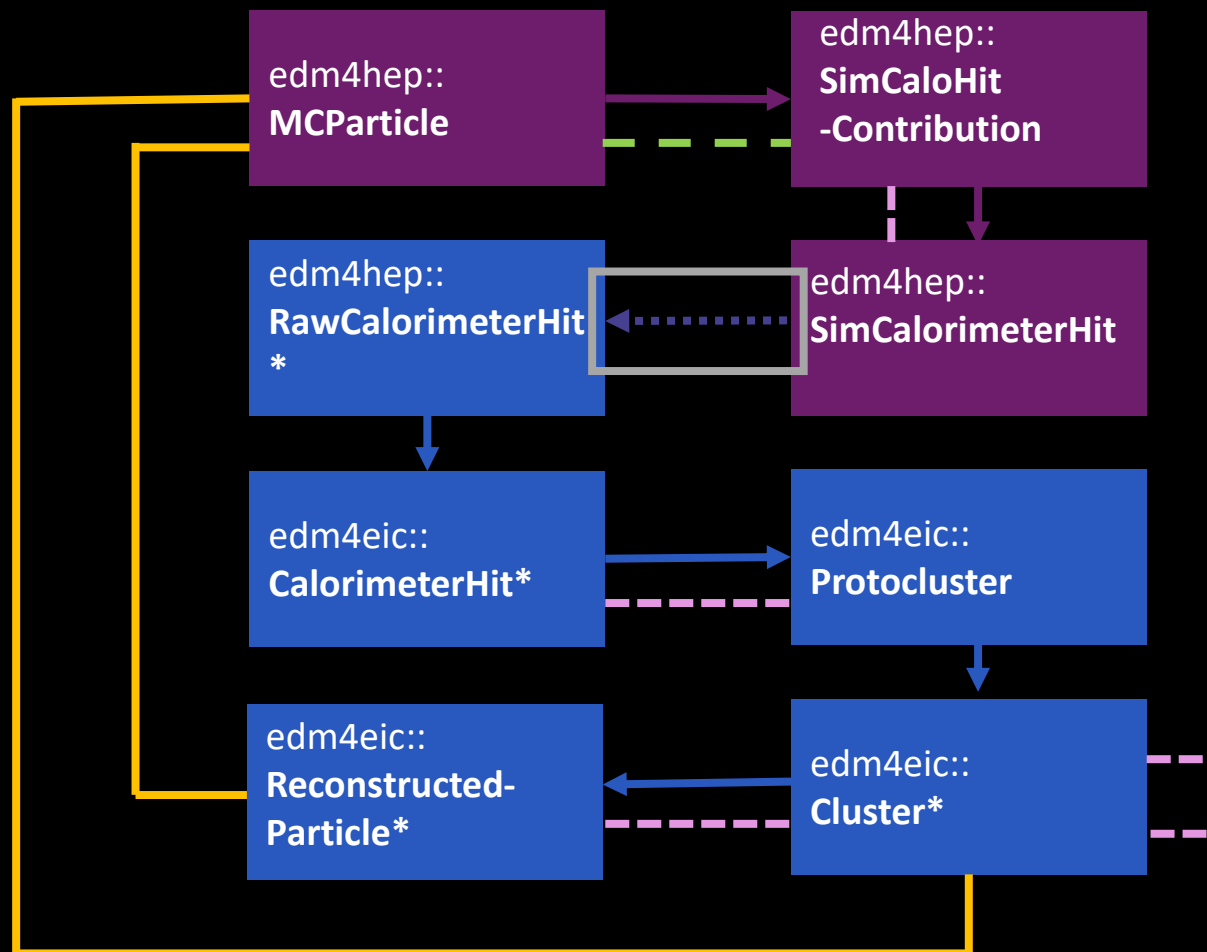 edm4hep::
MCParticle
edm4hep::
SimCaloHit
-Contribution
edm4hep::
RawCalorimeterHit
*
edm4hep::
SimCalorimeterHit
edm4eic::
CalorimeterHit*
edm4eic::
Protocluster
edm4eic::
Reconstructed-
Particle*
edm4eic::
Cluster*